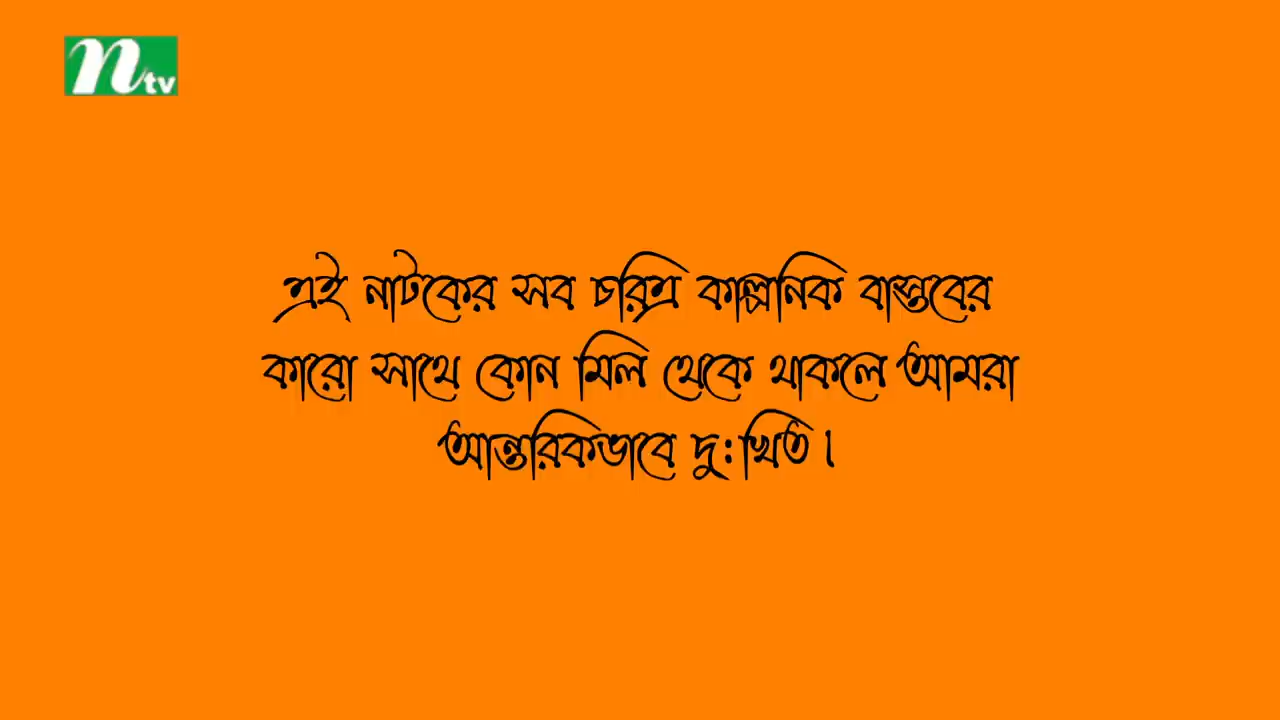 ntv
এই নাটকের সব চরিত্র কাল্পনিক বাস্তবের
কারো সাথে কোন মিল থেকে থাকলে আমরা
আন্তরিকভাবে দু:খিত।